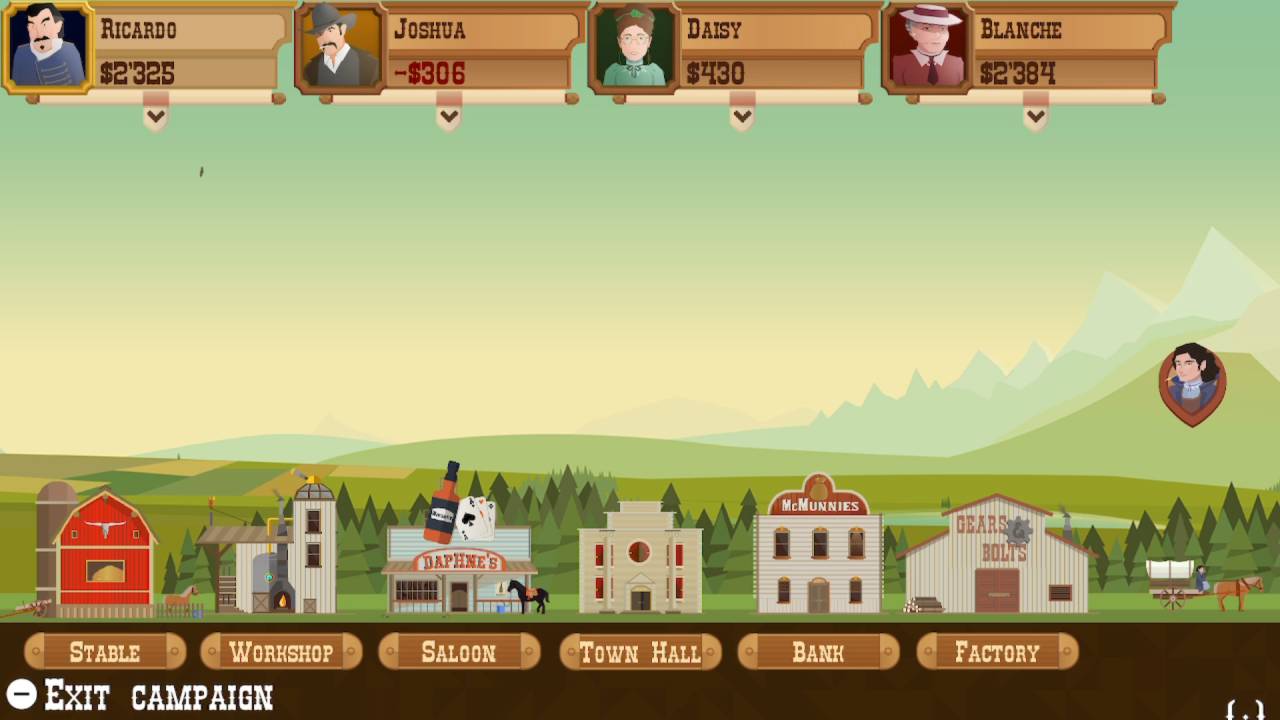 Ricardo
$2'325
Joshua
-$306
Daisy
$430
Blanche
$2'384
Daphne's
McMunnies
Gears
Bolts
Stable
Workshop
Saloon
Town Hall
Bank
Factory
Exit campaign